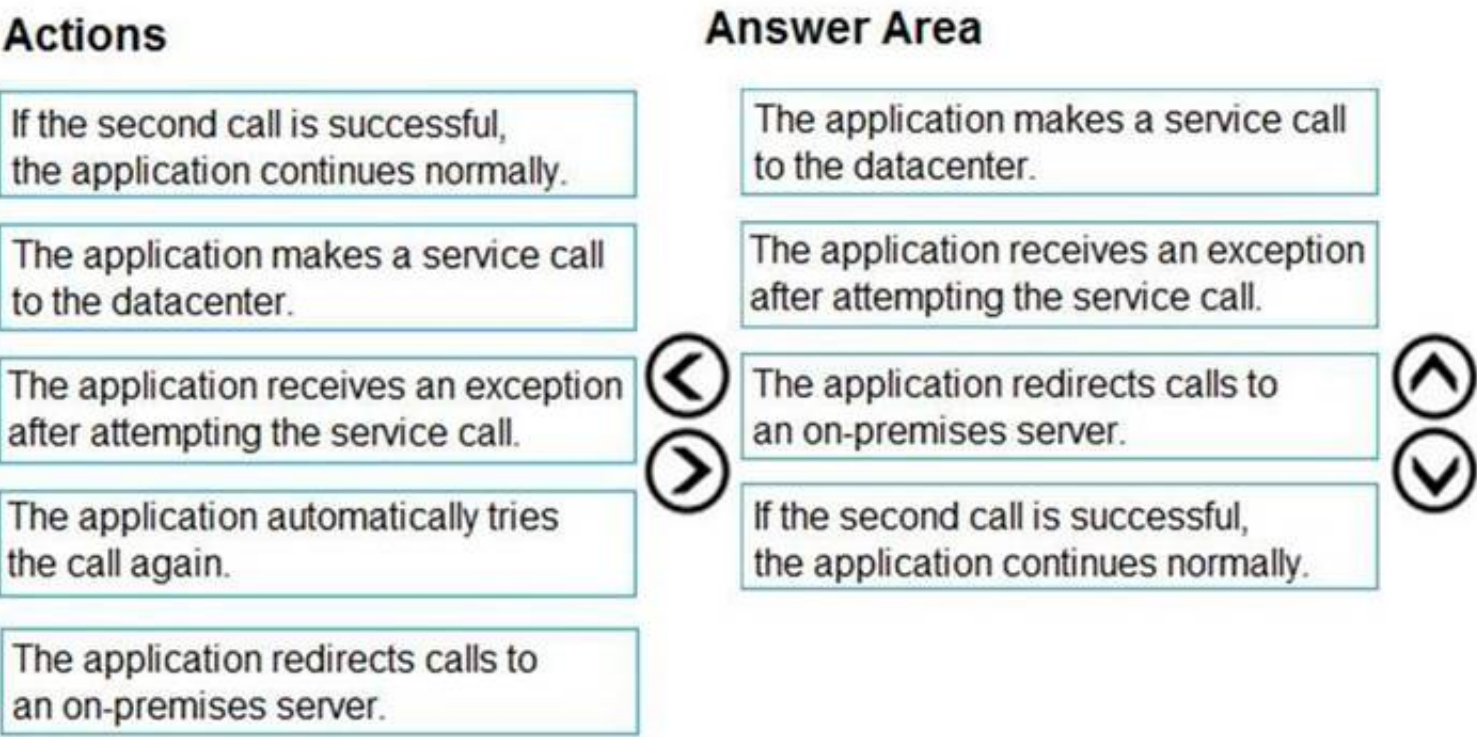 Actions
If the second call is successful,
the application continues normally.
The application makes a service call
to the datacenter.
The application receives an exception
after attempting the service call.
The application automatically tries
the call again.
The application redirects calls to
an on-premises server.
Answer Area
The application makes a service call
to the datacenter.
The application receives an exception
after attempting the service call.
The application redirects calls to
an on-premises server.
If the second call is successful,
the application continues normally.